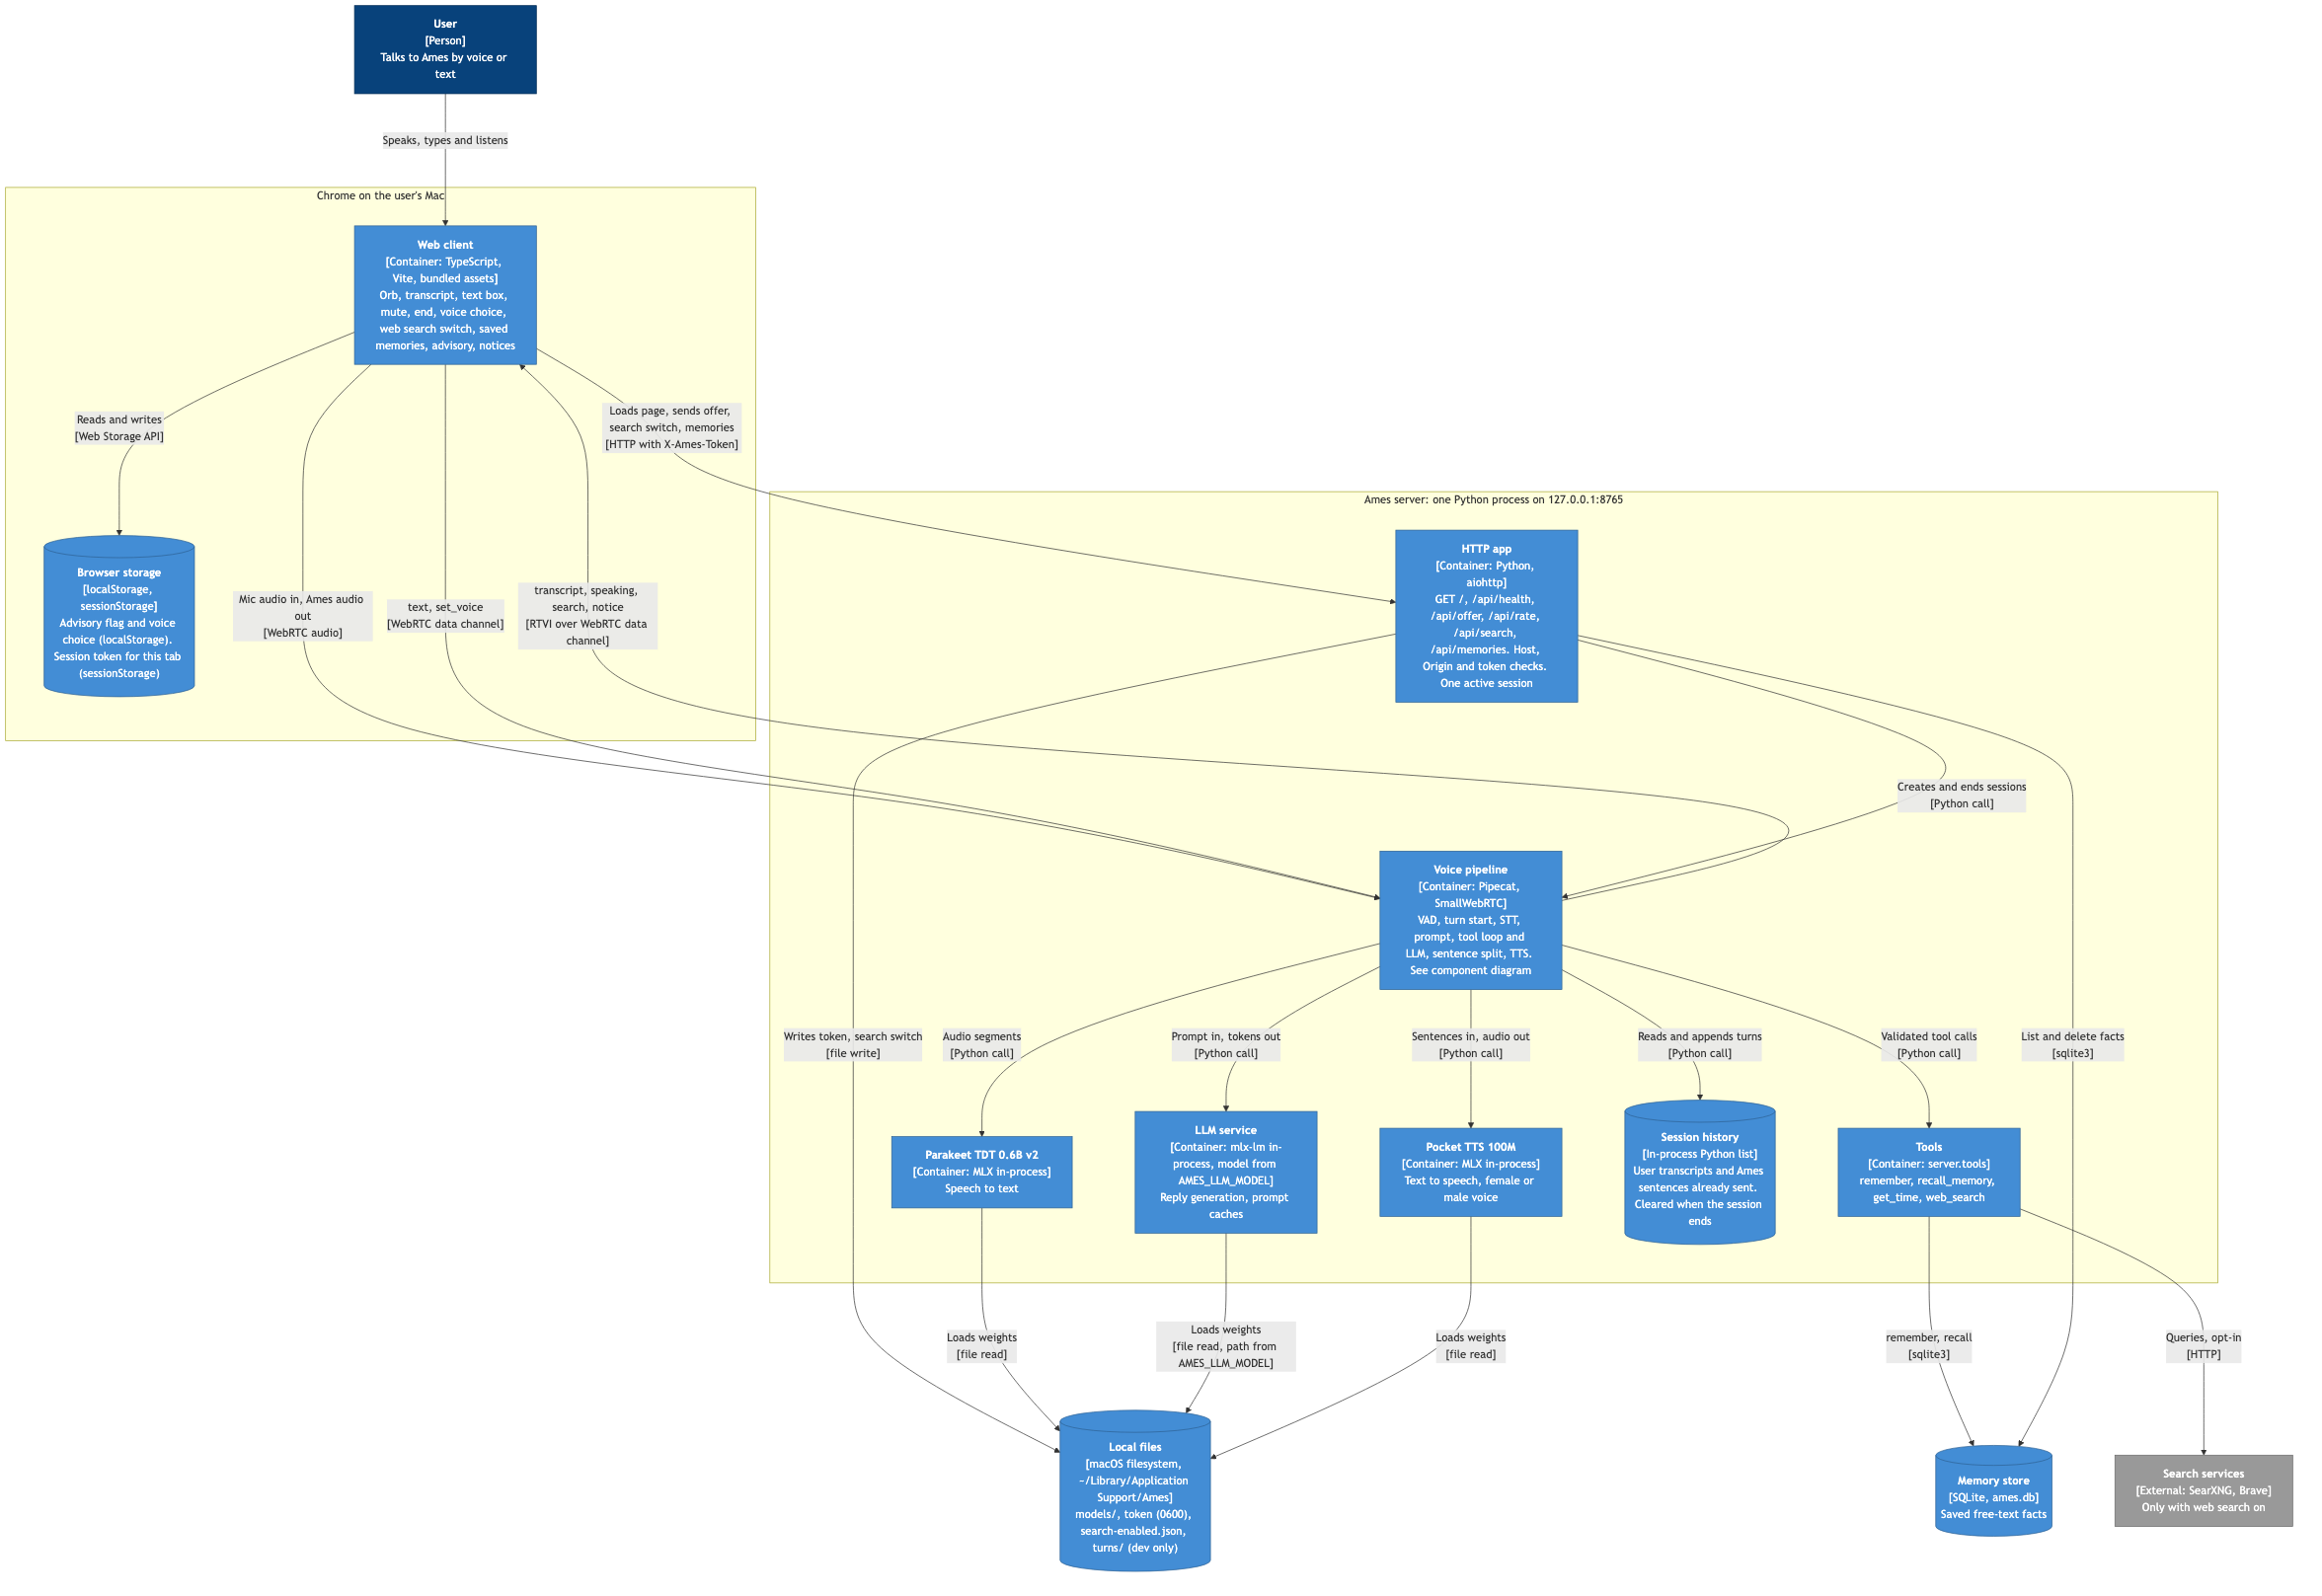 User
[Person]
Talks to Ames by voice or
text
Speaks, types and listens
Chrome on the user's Mac
Web client
[Container: TypeScript,
Vite, bundled assets]
Orb, transcript, text box,
mute, end, voice choice,
web search switch, saved
memories, advisory, notices
Reads and writes
[Web Storage API]
Loads page, sends offer,
search switch, memories
[HTTP with X-Ames-Token]
Browser storage
[localStorage,
sessionStorage]
Advisory flag and voice
choice (localStorage).
Session token for this tab
(sessionStorage)
Mic audio in, Ames audio
out
[WebRTC audio]
text, set_voice
[WebRTC data channel]
transcript, speaking,
search, notice
[RTVI over WebRTC data
channel]
Ames server: one Python process on 127.0.0.1:8765
HTTP app
[Container: Python,
aiohttp]
GET /, /api/health,
/api/offer, /api/rate,
/api/search,
/api/memories. Host,
Origin and token checks.
One active session
Creates and ends sessions
[Python call]
Voice pipeline
[Container: Pipecat,
SmallWebRTC]
VAD, turn start, STT,
prompt, tool loop and
LLM, sentence split, TTS.
See component diagram
Writes token, search switch
[file write]
Audio segments
[Python call]
Prompt in, tokens out
[Python call]
Sentences in, audio out
[Python call]
Reads and appends turns
[Python call]
Validated tool calls
[Python call]
List and delete facts
[sqlite3]
Parakeet TDT 0.6B v2
[Container: MLX in-process]
Speech to text
LLM service
[Container: mlx-lm in-
process, model from
AMES_LLM_MODEL]
Reply generation, prompt
caches
Pocket TTS 100M
[Container: MLX in-process]
Text to speech, female or
male voice
Session history
[In-process Python list]
User transcripts and Ames
sentences already sent.
Cleared when the session
ends
Tools
[Container: server.tools]
remember, recall_memory,
get_time, web_search
Loads weights
[file read]
Loads weights
[file read, path from
AMES_LLM_MODEL]
Loads weights
[file read]
remember, recall
[sqlite3]
Queries, opt-in
[HTTP]
Local files
[macOS filesystem,
~/Library/Application
Support/Ames]
models/, token (0600),
search-enabled.json,
turns/ (dev only)
Memory store
[SQLite, ames.db]
Saved free-text facts
Search services
[External: SearXNG, Brave]
Only with web search on